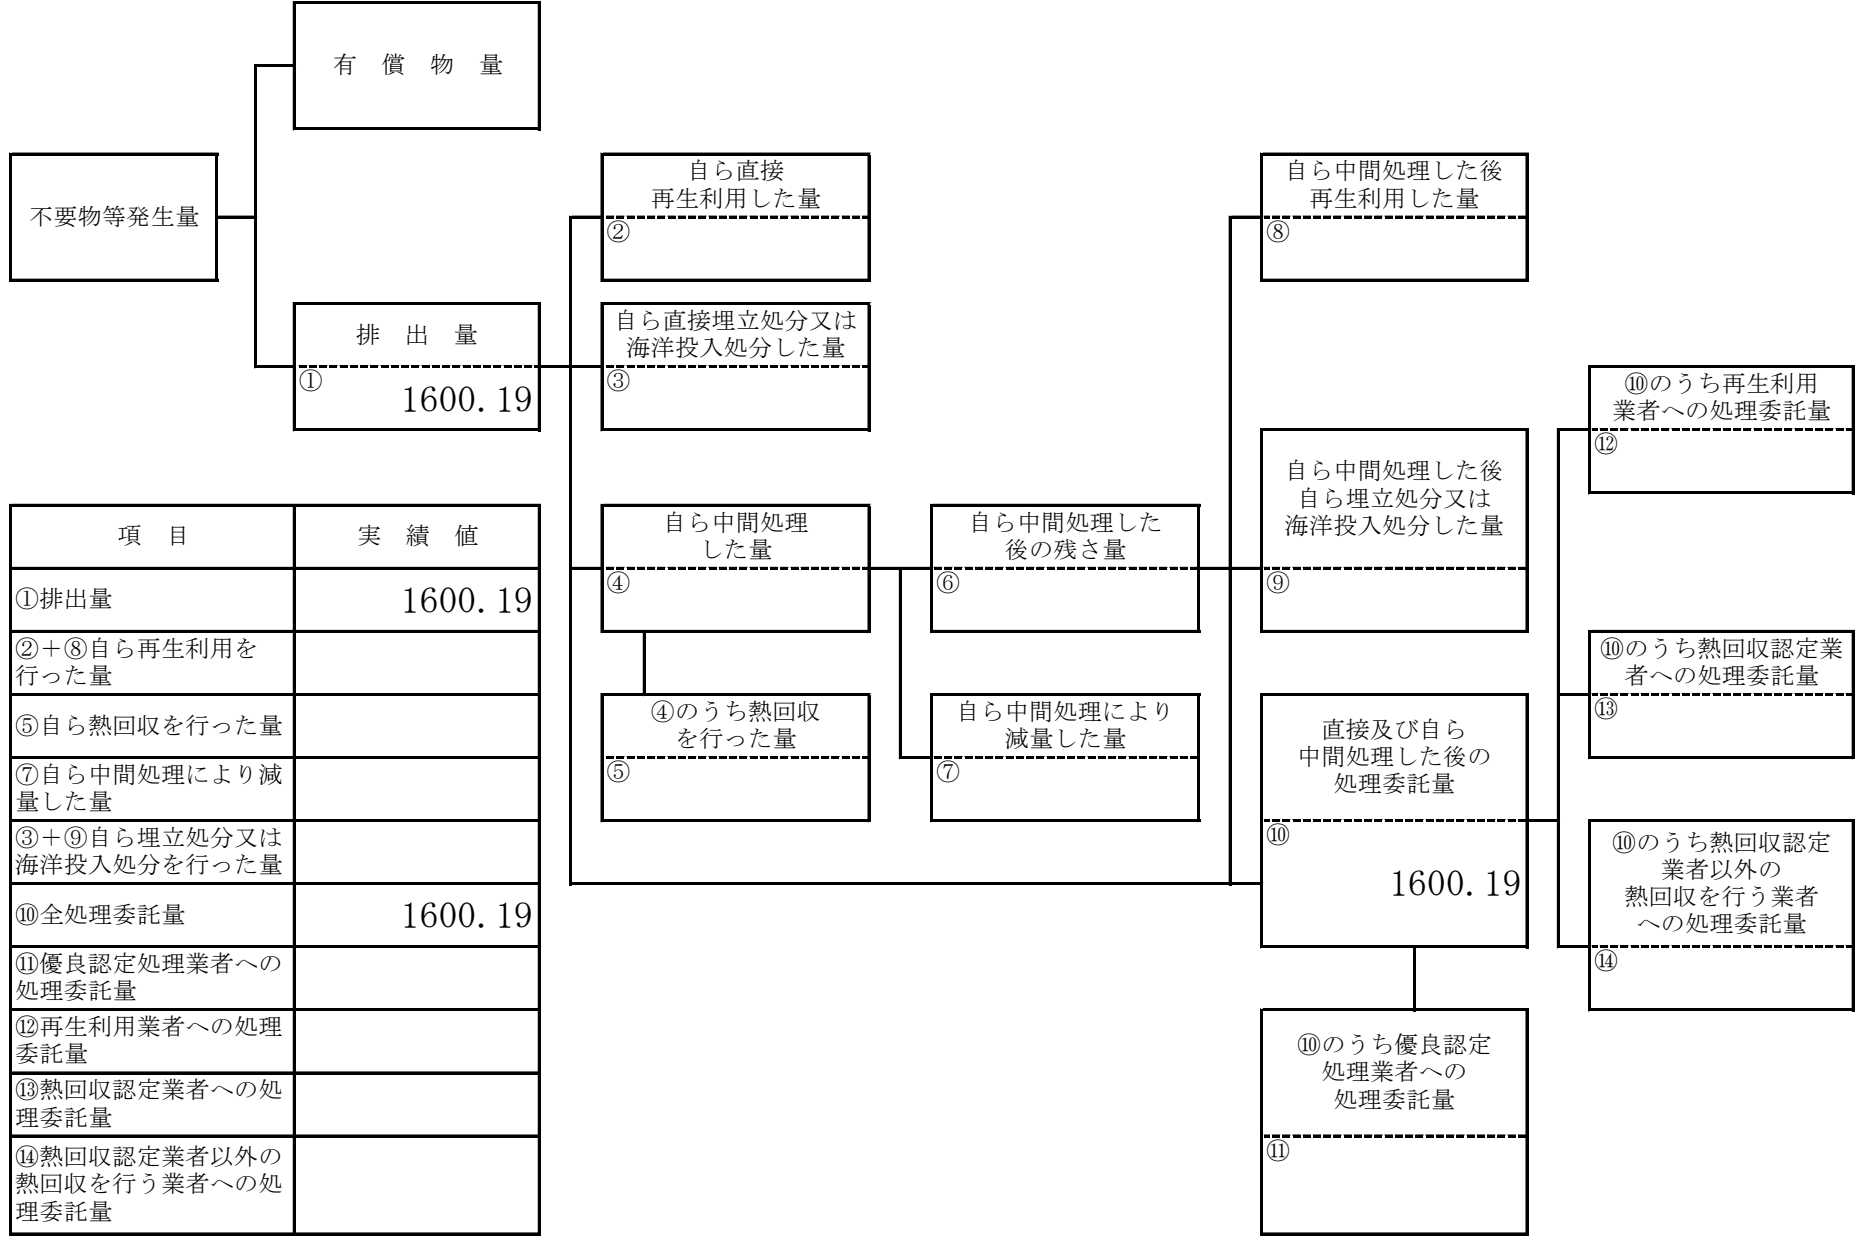 有　償　物　量
不要物等発生量
排　出　量
①
1600.19
自ら直接
再生利用した量
②
自ら直接埋立処分又は
海洋投入処分した量
③
自ら中間処理
した量
④
④のうち熱回収
を行った量
⑤
自ら中間処理した
後の残さ量
⑥
自ら中間処理により
減量した量
⑦
自ら中間処理した後
再生利用した量
⑧
自ら中間処理した後
自ら埋立処分又は
海洋投入処分した量
⑨
直接及び自ら
中間処理した後の
処理委託量
⑩
1600.19
⑩のうち優良認定
処理業者への
処理委託量
⑪
⑩のうち再生利用
業者への処理委託量
⑫
⑩のうち熱回収認定業
者への処理委託量
⑬
⑩のうち熱回収認定
業者以外の
熱回収を行う業者
への処理委託量
⑭
項　目　実　績　値
①排出量　1600.19
②＋⑧自ら再生利用を
行った量
⑤自ら熱回収を行った量
⑦自ら中間処理により減
量した量
③＋⑨自ら埋立処分又は
海洋投入処分を行った量
⑩全処理委託量　1600.19
⑪優良認定処理業者への
処理委託量
⑫再生利用業者への処理
委託量
⑬熱回収認定業者への処
理委託量
⑭熱回収認定業者以外の
熱回収を行う業者への処
理委託量